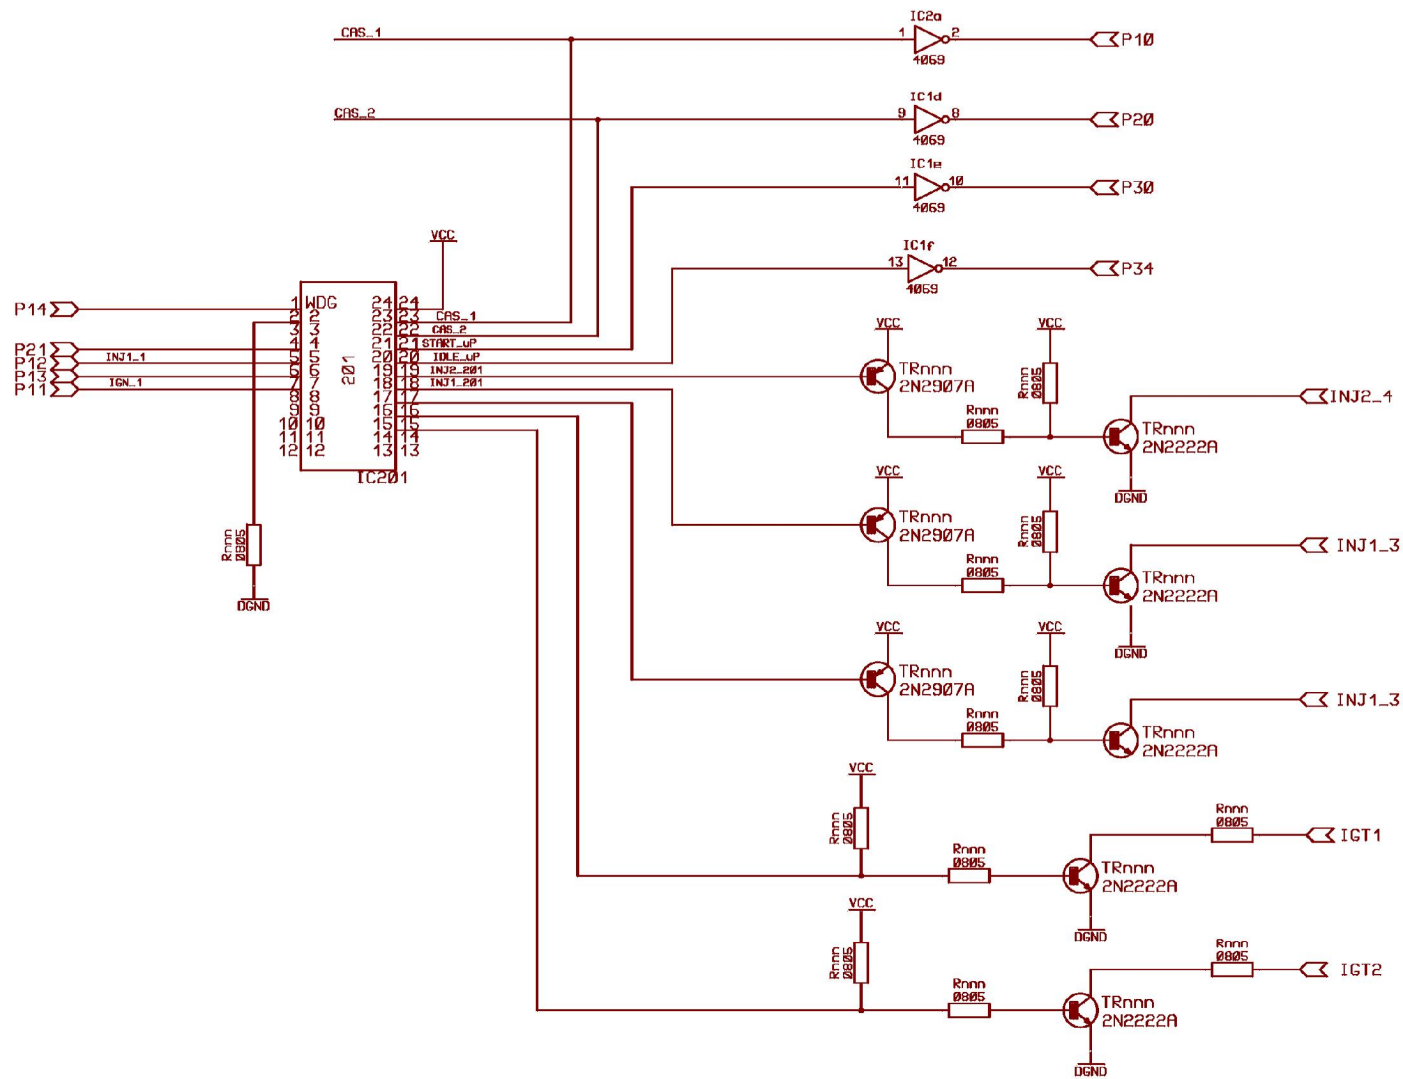 IC2a
CAS_1
1
2
P10
4069
IC1d
CAS_2
9
8
P20
4069
IC1e
11
10
P30
4069
VCC
IC1f
13
12
P34
4069
P14
1 WDG
24 24
2 2
23 23
CAS_1
3 3
22 22
CAS_2
P21
4 4
21 21
START_uP
P12
INJ1_1
5 5
20 20
IDLE_uP
P13
6 6
19 19
INJ2_201
P11
IGN_1
7 7
18 18
INJ1_201
8 8
17 17
9 9
16 16
10 10
15 15
11 11
14 14
12 12
13 13
201
IC201
Rnnn
0805
DGND
VCC
VCC
TRnnn
2N2907A
Rnnn
0805
Rnnn
0805
INJ2_4
TRnnn
2N2222A
DGND
VCC
VCC
TRnnn
2N2907A
Rnnn
0805
Rnnn
0805
INJ1_3
TRnnn
2N2222A
DGND
VCC
VCC
TRnnn
2N2907A
Rnnn
0805
Rnnn
0805
INJ1_3
TRnnn
2N2222A
VCC
Rnnn
0805
Rnnn
0805
Rnnn
0805
IGT1
TRnnn
2N2222A
DGND
VCC
Rnnn
0805
Rnnn
0805
Rnnn
0805
IGT2
TRnnn
2N2222A
DGND